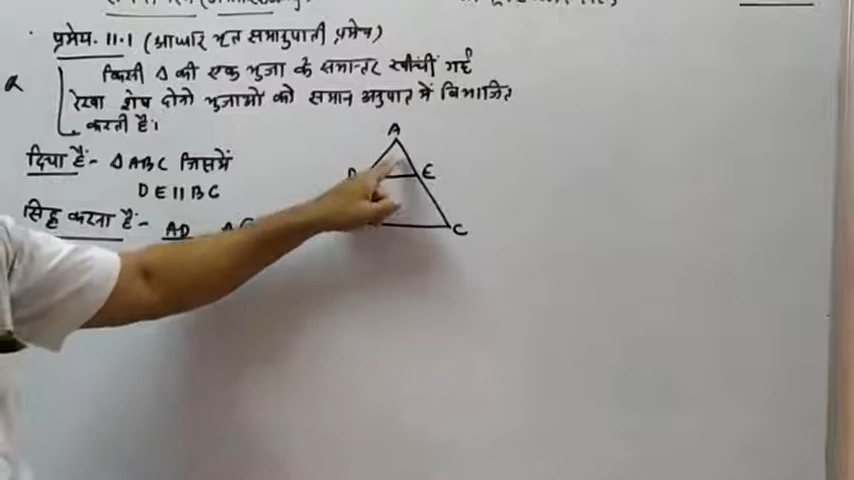 प्रमेय. 11.1 (आधारभूत समानुपाती प्रमेय)
किसी Δ की एक भुजा के समान्तर खींचीं गई
रेखा शेष दोनो भुजाओं को समान अनुपात में विभाजित
करती है।
दिया है:- Δ ABC जिसमें
DE || BC
सिद्ध करना है:- AD
A
D
E
C